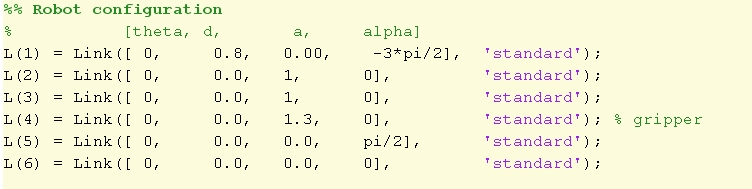 %% Robot configuration
%           [theta, d,       a,     alpha]
L(1) = Link([ 0,     0.8,   0.00,    -3*pi/2],  'standard');
L(2) = Link([ 0,     0.0,   1,      0],         'standard');
L(3) = Link([ 0,     0.0,   1,      0],         'standard');
L(4) = Link([ 0,     0.0,   1.3,    0],         'standard'); % gripper
L(5) = Link([ 0,     0.0,   0.0,    pi/2],      'standard');
L(6) = Link([ 0,     0.0,   0.0,    0],         'standard');